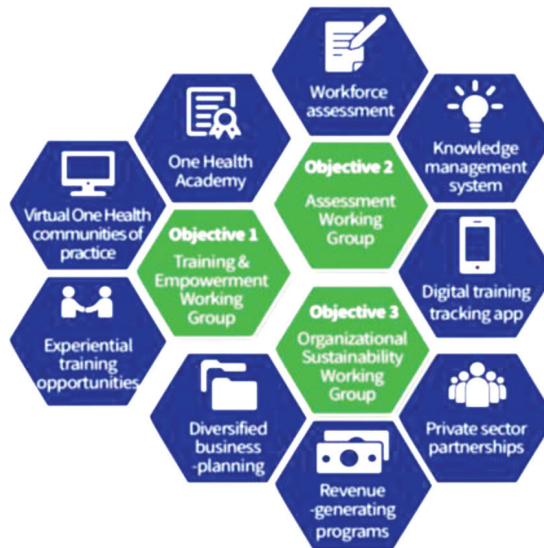 Workforce
assessment
One Health
Academy
Knowledge
management
system
Objective 2
Assessment
Working
Group
Virtual One Health
communities of
practice
Objective 1
Training &
Empowerment
Working
Group
Digital training
tracking app
Objective 3
Organizational
Sustainability
Working
Group
Experiential
training
opportunities
Diversified
business
-planning
Private sector
partnerships
Revenue
-generating
programs